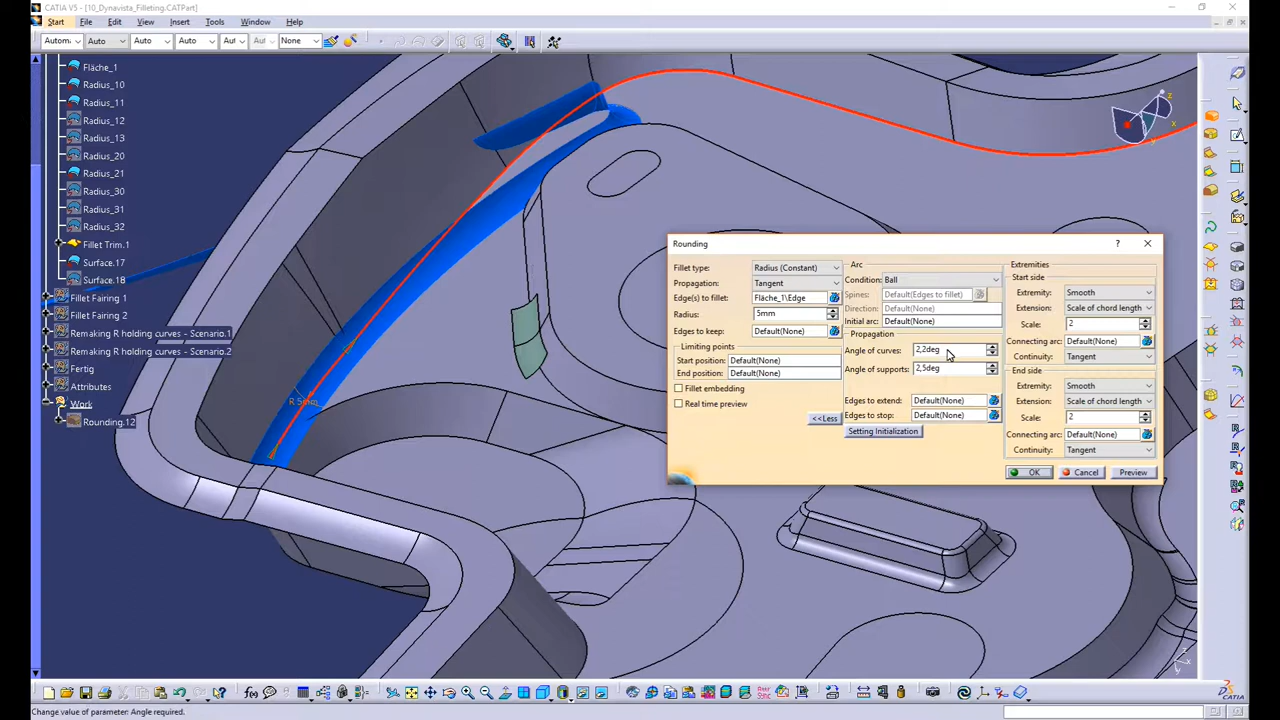 CATIA V5 - [10_Dynavista_Filleting.CATPart]
Start File Edit View Insert Tools Window Help
Autom. Auto Auto Auto Aut Aut None
Fläche_1
Radius_10
Radius_11
Radius_12
Radius_13
Radius_20
Radius_21
Radius_30
Radius_31
Radius_32
Fillet Trim.1
Surface.17
Surface.18
Fillet Fairing 1
Fillet Fairing 2
Remaking R holding curves - Scenario.1
Remaking R holding curves - Scenario.2
Fertig
Attributes
Work
Rounding.12
z
x
y
Rounding ?
Fillet type: Radius (Constant)
Propagation: Tangent
Edge(s) to fillet: Fläche_1\Edge
Radius: 5mm
Edges to keep: Default(None)
Limiting points
Start position: Default(None)
End position: Default(None)
Fillet embedding
Real time preview
<<Less
Arc
Condition: Ball
Spines: Default(Edges to fillet)
Direction: Default(None)
Initial arc: Default(None)
Propagation
Angle of curves: 2,2deg
Angle of supports: 2,5deg
Edges to extend: Default(None)
Edges to stop: Default(None)
Setting Initialization
Extremities
Start side
Extremity: Smooth
Extension: Scale of chord length
Scale: 2
Connecting arc: Default(None)
Continuity: Tangent
End side
Extremity: Smooth
Extension: Scale of chord length
Scale: 2
Connecting arc: Default(None)
Continuity: Tangent
OK Cancel Preview
Change value of parameter: Angle required.